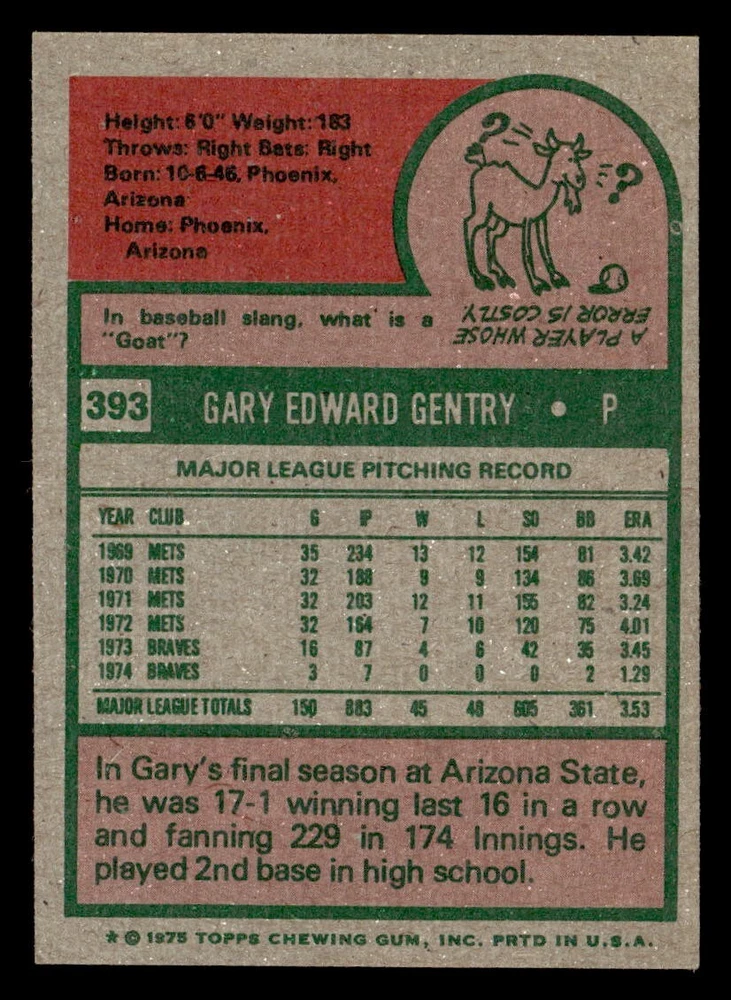 Height: 6'0" Weight: 183
Throws: Right Bats: Right
Born: 10-6-46, Phoenix,
Arizona
Home: Phoenix,
Arizona
? ?
A PLAYER WHOSE
ERROR IS COSTLY.
In baseball slang, what is a
"Goat"?
393 GARY EDWARD GENTRY • P
MAJOR LEAGUE PITCHING RECORD
YEAR CLUB G IP W L SO BB ERA
1969 METS 35 234 13 12 154 81 3.42
1970 METS 32 188 9 9 134 86 3.69
1971 METS 32 203 12 11 155 82 3.24
1972 METS 32 164 7 10 120 75 4.01
1973 BRAVES 16 87 4 6 42 35 3.45
1974 BRAVES 3 7 0 0 0 2 1.29
MAJOR LEAGUE TOTALS 150 883 45 48 605 361 3.53
In Gary's final season at Arizona State,
he was 17-1 winning last 16 in a row
and fanning 229 in 174 Innings. He
played 2nd base in high school.
* © 1975 TOPPS CHEWING GUM, INC. PRTD IN U.S.A.